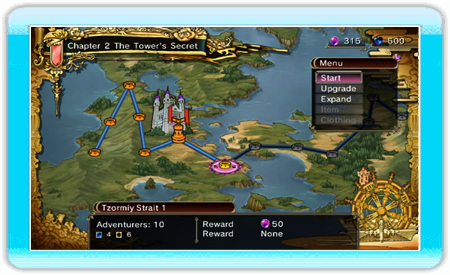 Chapter 2 The Tower's Secret
315 500
Menu
Start
Upgrade
Expand
Item
Clothing
Tzormiy Strait 1
Adventurers: 10 Reward 50
4 6 Reward None